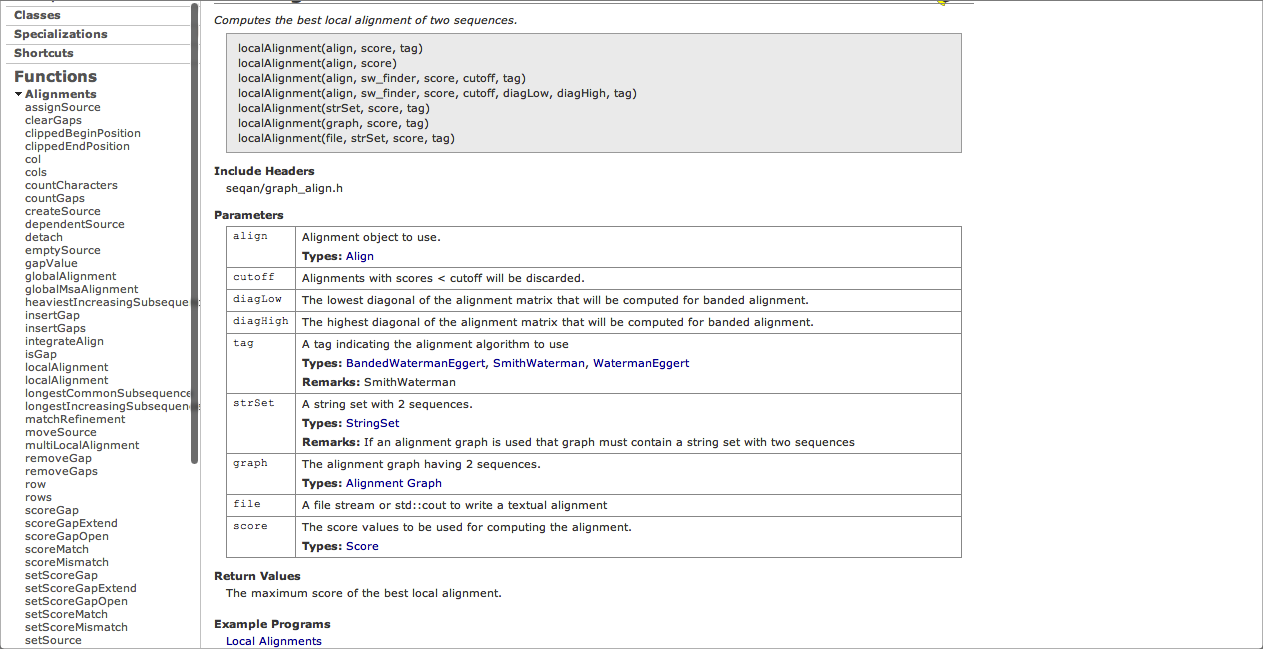 Classes
Specializations
Shortcuts
Functions
Alignments
assignSource
clearGaps
clippedBeginPosition
clippedEndPosition
col
cols
countCharacters
countGaps
createSource
dependentSource
detach
emptySource
gapValue
globalAlignment
globalMsaAlignment
heaviestIncreasingSubseque
insertGap
insertGaps
integrateAlign
isGap
localAlignment
localAlignment
longestCommonSubsequence
longestIncreasingSubsequen
matchRefinement
moveSource
multiLocalAlignment
removeGap
removeGaps
row
rows
scoreGap
scoreGapExtend
scoreGapOpen
scoreMatch
scoreMismatch
setScoreGap
setScoreGapExtend
setScoreGapOpen
setScoreMatch
setScoreMismatch
setSource
Computes the best local alignment of two sequences.
localAlignment(align, score, tag)
localAlignment(align, score)
localAlignment(align, sw_finder, score, cutoff, tag)
localAlignment(align, sw_finder, score, cutoff, diagLow, diagHigh, tag)
localAlignment(strSet, score, tag)
localAlignment(graph, score, tag)
localAlignment(file, strSet, score, tag)
Include Headers
seqan/graph_align.h
Parameters
align Alignment object to use.
Types: Align
cutoff Alignments with scores < cutoff will be discarded.
diagLow The lowest diagonal of the alignment matrix that will be computed for banded alignment.
diagHigh The highest diagonal of the alignment matrix that will be computed for banded alignment.
tag A tag indicating the alignment algorithm to use
Types: BandedWatermanEggert, SmithWaterman, WatermanEggert
Remarks: SmithWaterman
strSet A string set with 2 sequences.
Types: StringSet
Remarks: If an alignment graph is used that graph must contain a string set with two sequences
graph The alignment graph having 2 sequences.
Types: Alignment Graph
file A file stream or std::cout to write a textual alignment
score The score values to be used for computing the alignment.
Types: Score
Return Values
The maximum score of the best local alignment.
Example Programs
Local Alignments